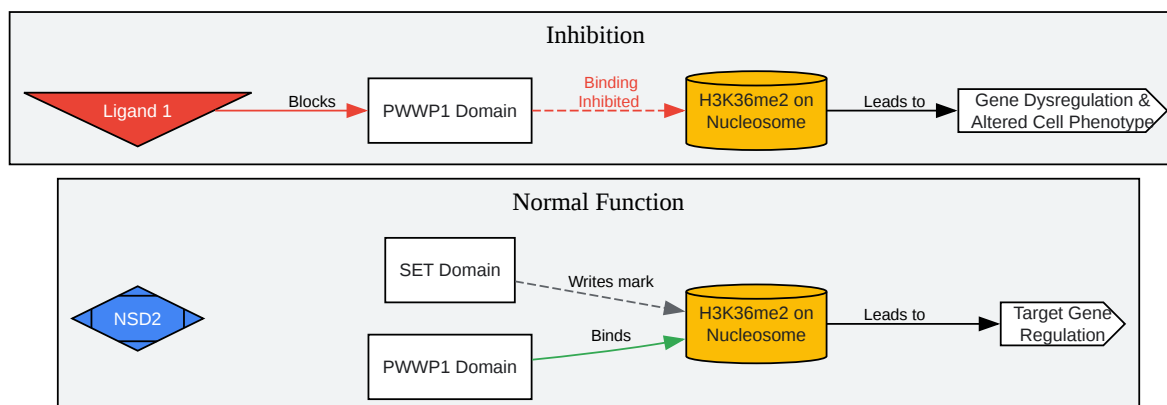 Inhibition
Ligand 1
Blocks
PWWP1 Domain
Binding
Inhibited
H3K36me2 on
Nucleosome
Leads to
Gene Dysregulation &
Altered Cell Phenotype
Normal Function
NSD2
SET Domain
Writes mark
PWWP1 Domain
Binds
H3K36me2 on
Nucleosome
Leads to
Target Gene
Regulation